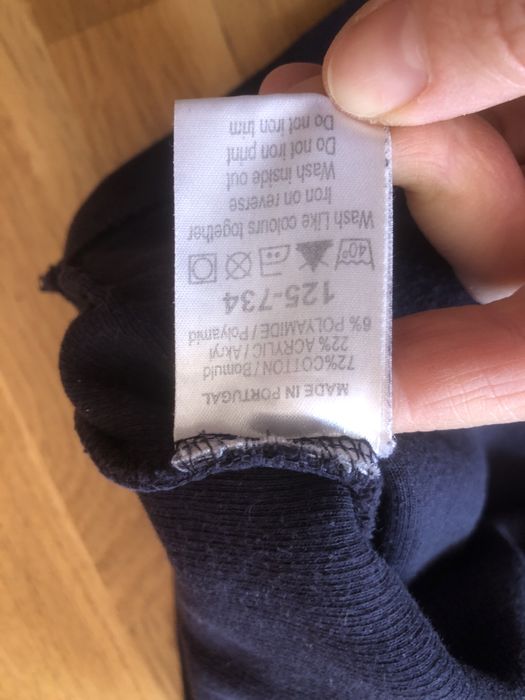 MADE IN PORTUGAL
72%COTTON / Bomuld
22% ACRYLIC / Akryl
6% POLYAMIDE / Polyamid
125-734
40°
Wash Like colours together
Iron on reverse
Wash inside out
Do not iron print
Do not iron trim